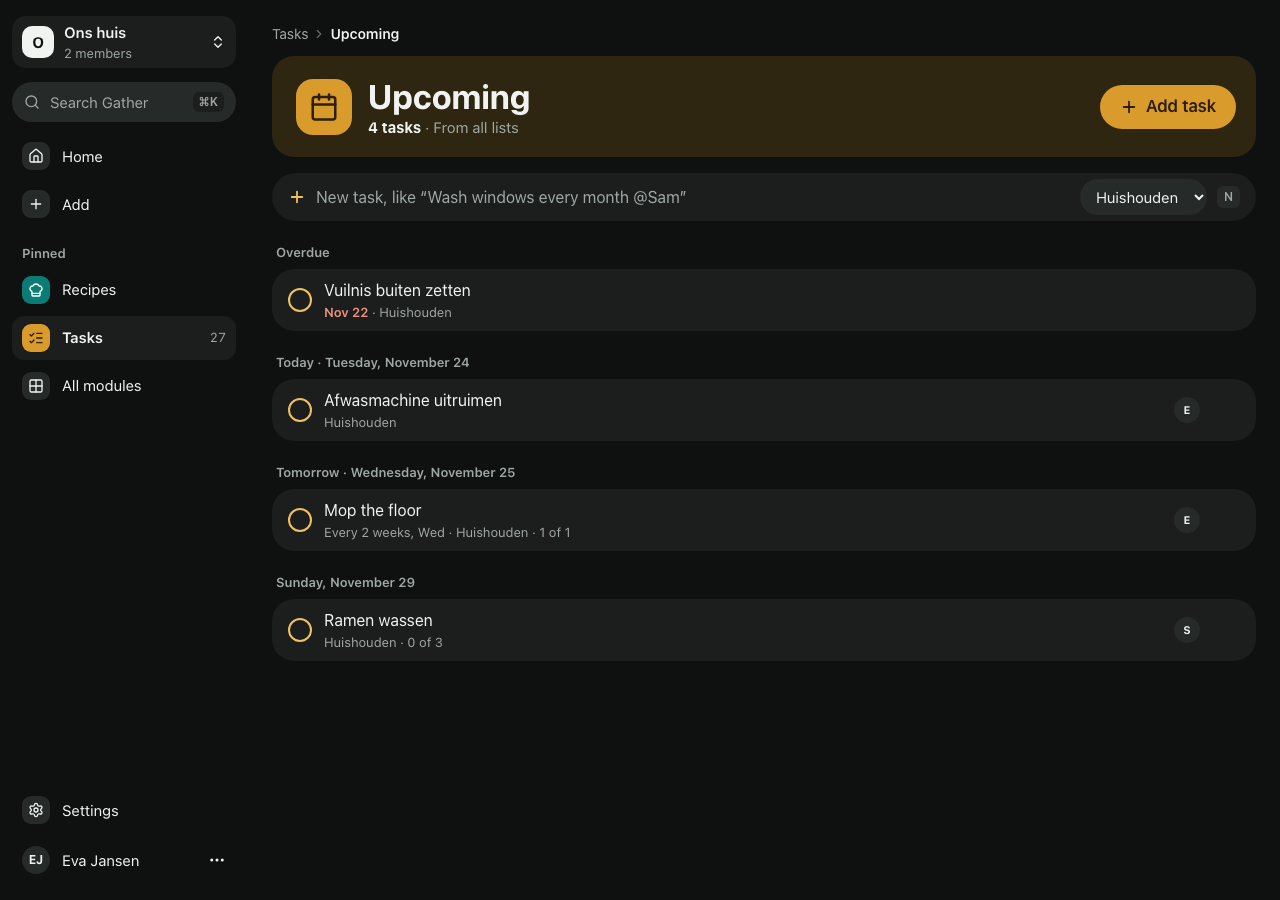 O
Ons huis
2 members
Search Gather ⌘K
Home
Add
Pinned
Recipes
Tasks 27
All modules
Settings
EJ Eva Jansen
Tasks > Upcoming
Upcoming
4 tasks · From all lists
+ Add task
New task, like “Wash windows every month @Sam” Huishouden N
Overdue
Vuilnis buiten zetten
Nov 22 · Huishouden
Today · Tuesday, November 24
Afwasmachine uitruimen
Huishouden
E
Tomorrow · Wednesday, November 25
Mop the floor
Every 2 weeks, Wed · Huishouden · 1 of 1
E
Sunday, November 29
Ramen wassen
Huishouden · 0 of 3
S